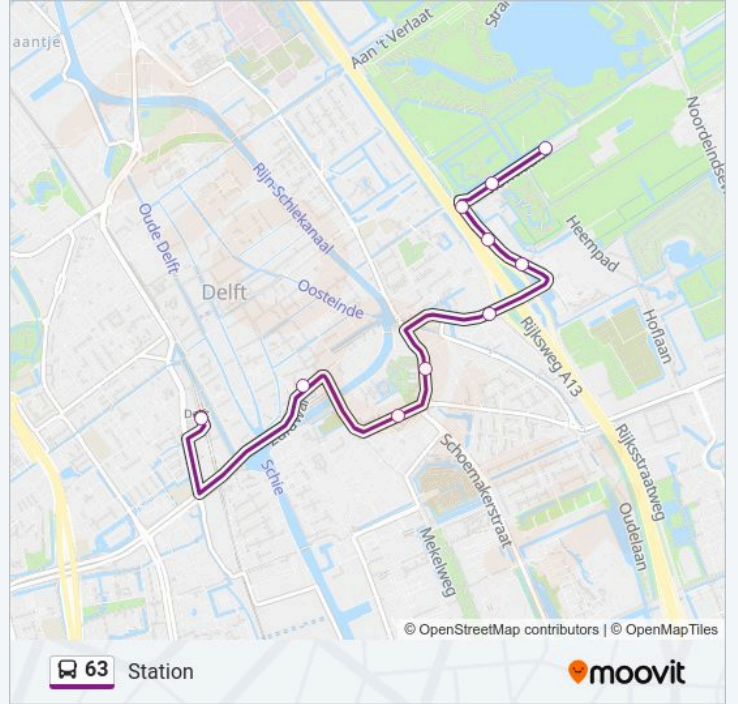 aantje
Aan 't Verlaat
Noordeindsew
Rijn-Schiekanaal
Oude Delft
Heempad
Delft
Oosteinde
Hoflaan
Rijksweg A13
Schie
Schoemakerstraat
Rijksstraatweg
Oudelaan
Mekelweg
© OpenStreetMap contributors | © OpenMapTiles
63 Station
moovit